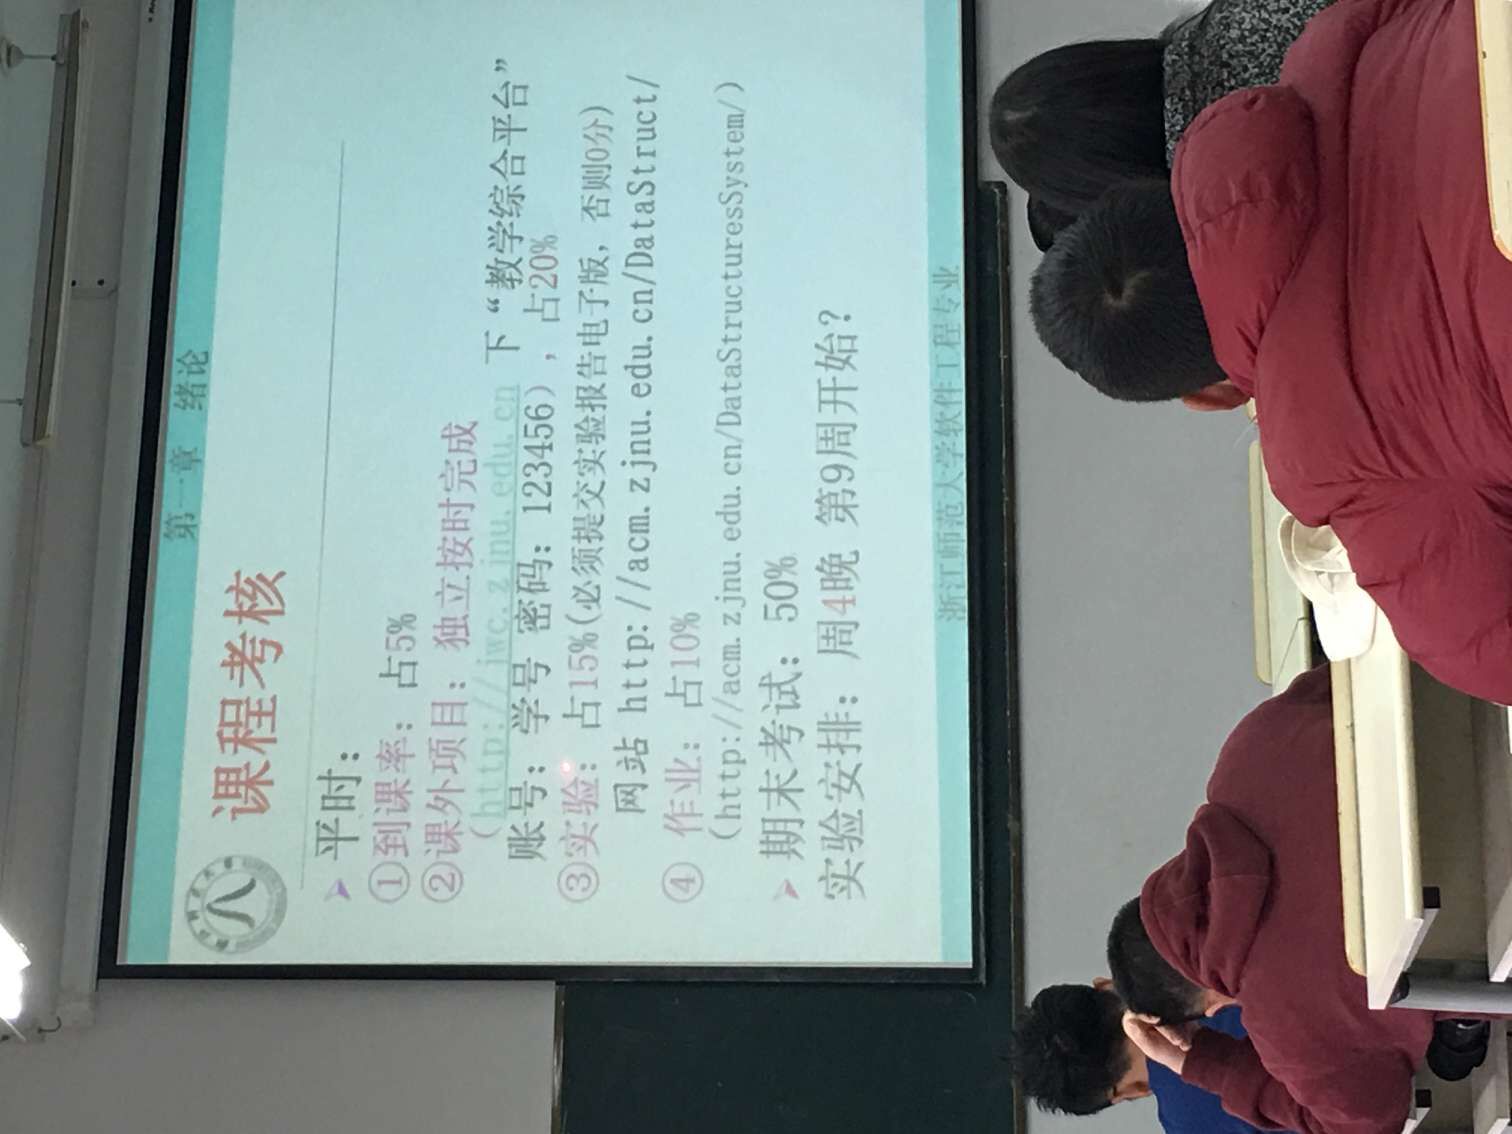 第一章 绪论
课程考核
➢ 平时：
①到课率：占5%
②课外项目：独立按时完成
（http://jwc.zjnu.edu.cn 下“教学综合平台”
账号：学号 密码：123456），占20%
③实验：占15%(必须提交实验报告电子版，否则0分)
网站 http://acm.zjnu.edu.cn/DataStruct/
④ 作业：占10%
（http://acm.zjnu.edu.cn/DataStructuresSystem/）
➢ 期末考试：50%
实验安排：周4晚 第9周开始？
浙江师范大学软件工程专业